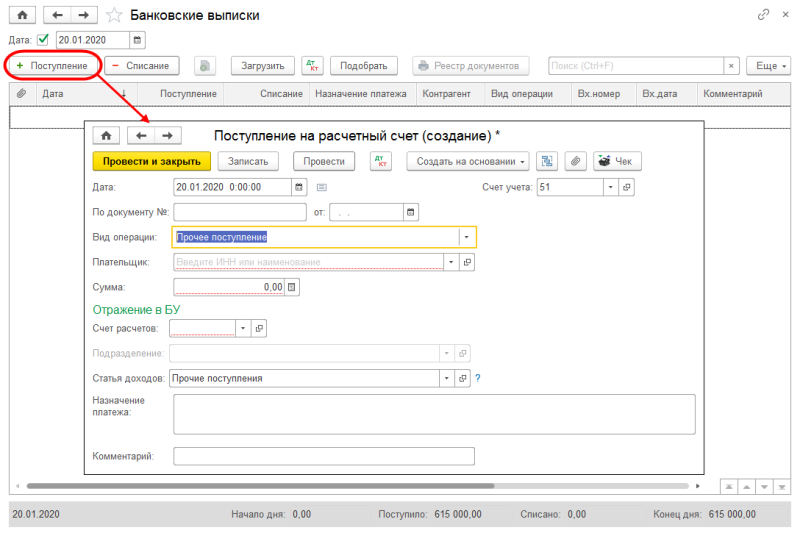 Банковские выписки
Дата: 20.01.2020
+ Поступление − Списание Загрузить Дт Кт Подобрать Реестр документов Поиск (Ctrl+F) × Еще
Дата ↓ Поступление Списание Назначение платежа Контрагент Вид операции Вх.номер Вх.дата Комментарий
Поступление на расчетный счет (создание) *
Провести и закрыть Записать Провести Дт Кт Создать на основании Чек
Дата: 20.01.2020 0:00:00 Счет учета: 51
По документу №: от: . .
Вид операции: Прочее поступление
Плательщик: Введите ИНН или наименование
Сумма: 0,00
Отражение в БУ
Счет расчетов:
Подразделение:
Статья доходов: Прочие поступления ?
Назначение
платежа:
Комментарий:
20.01.2020 Начало дня: 0,00 Поступило: 615 000,00 Списано: 0,00 Конец дня: 615 000,00